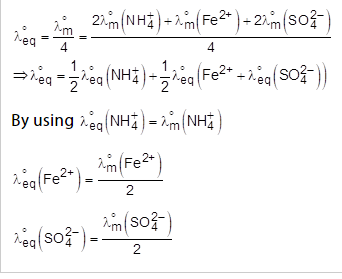 λ°eq = λ°m/4 = (2λ°m(NH4+) + λ°m(Fe2+) + 2λ°m(SO42−))/4
⇒ λ°eq = 1/2 λ°eq(NH4+) + 1/2 λ°eq(Fe2+ + λ°eq(SO42−))
By using λ°eq(NH4+) = λ°m(NH4+)
λ°eq(Fe2+) = λ°m(Fe2+)/2
λ°eq(SO42−) = λ°m(SO42−)/2